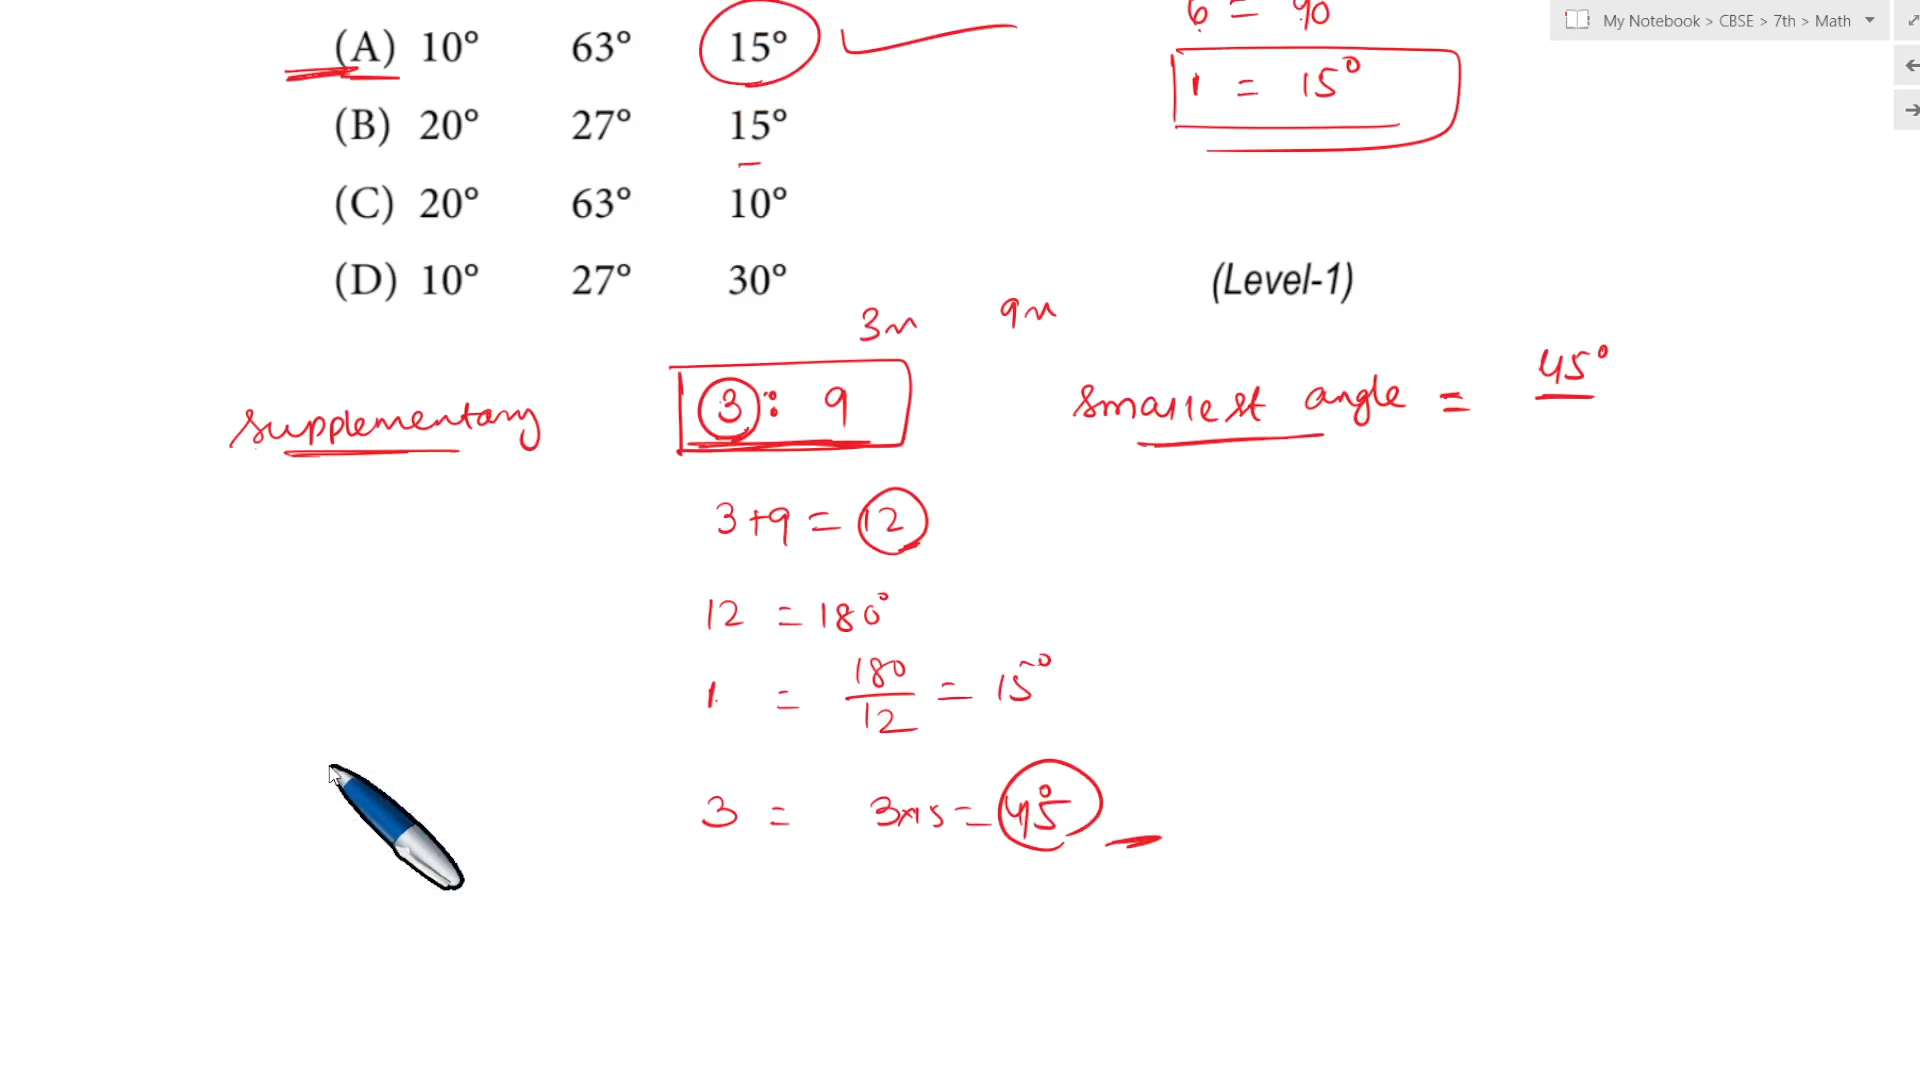 6 = 90
My Notebook > CBSE > 7th > Math
(A) 10° 63° 15°
1 = 15°
(B) 20° 27° 15°
(C) 20° 63° 10°
(D) 10° 27° 30°
(Level-1)
3x 9x
supplementary 3 : 9 smallest angle = 45°
3+9 = 12
12 = 180°
1 = 180/12 = 15°
3 = 3×15 = 45°